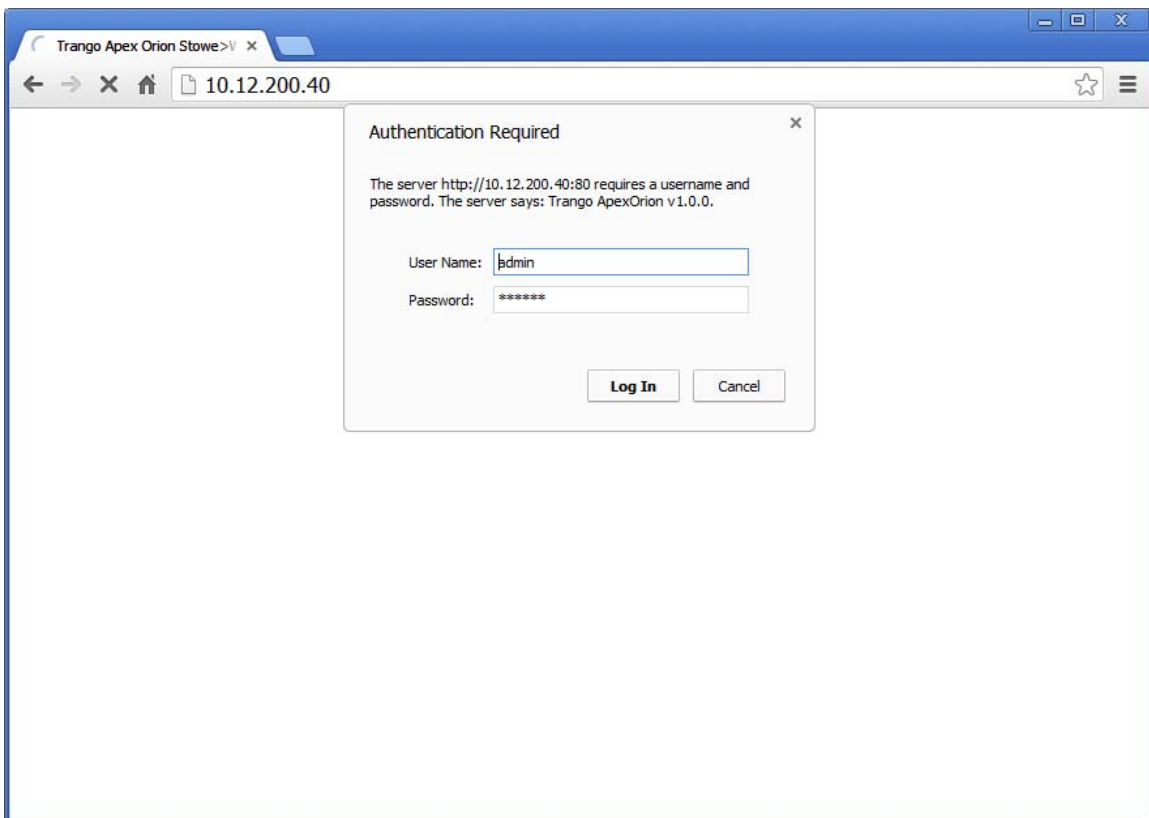 Trango Apex Orion Stowe>V
10.12.200.40
Authentication Required
The server http://10.12.200.40:80 requires a username and
password. The server says: Trango ApexOrion v1.0.0.
User Name: admin
Password: ******
Log In Cancel